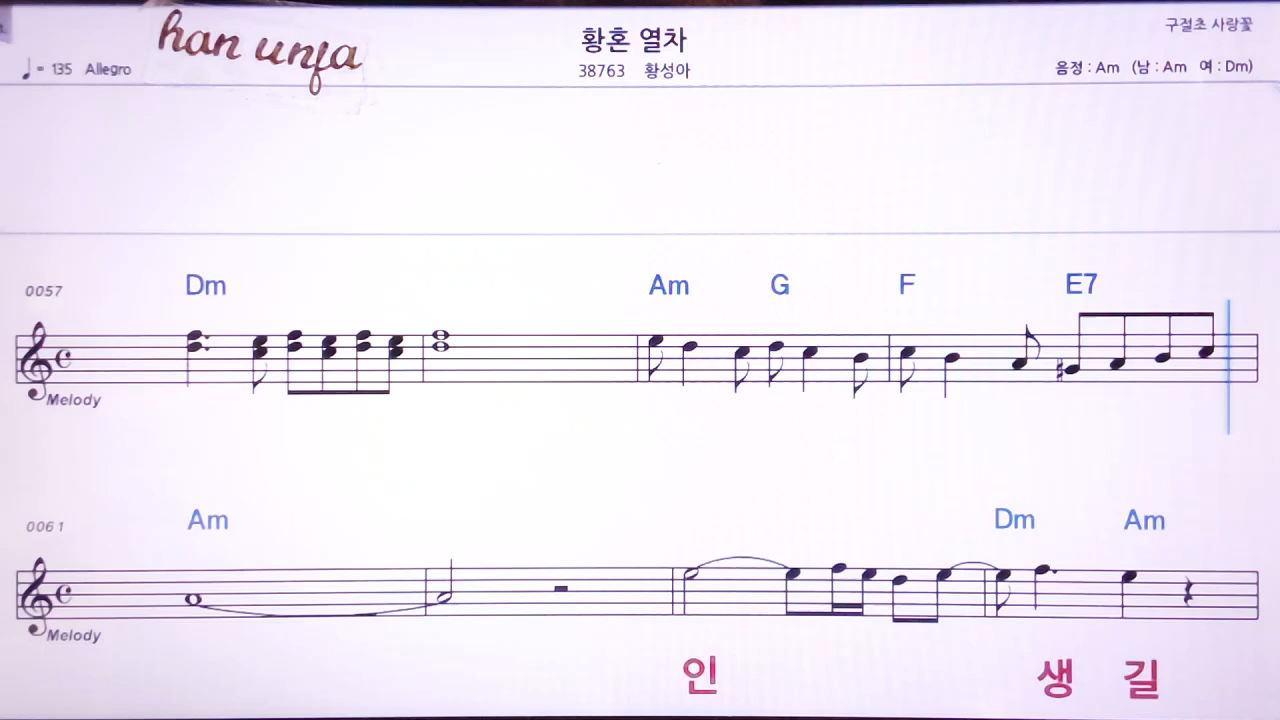 han unfa
황혼 열차
구절초 사랑꽃
♩= 135 Allegro
38763 황성아
음정 : Am (남 : Am 여 : Dm)
Dm Am G F E7
0057
Melody
Am Dm Am
0061
Melody
인 생 길